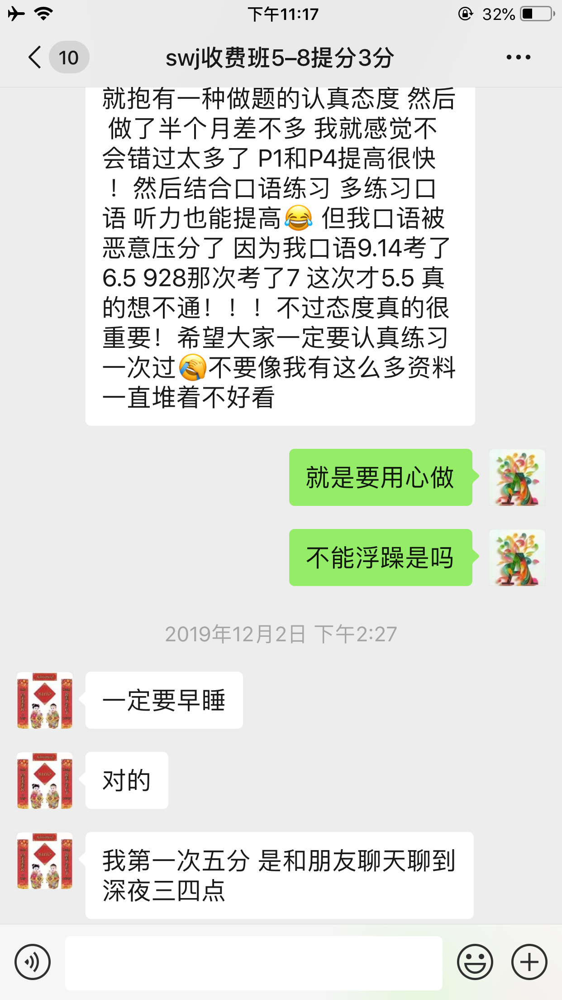 下午11:17
32%
10
swj收费班5–8提分3分
就抱有一种做题的认真态度 然后
做了半个月差不多 我就感觉不
会错过太多了 P1和P4提高很快
！ 然后结合口语练习 多练习口
语 听力也能提高😂 但我口语被
恶意压分了 因为我口语9.14考了
6.5 928那次考了7 这次才5.5 真
的想不通！！！ 不过态度真的很
重要！ 希望大家一定要认真练习
一次过🤦不要像我有这么多资料
一直堆着不好看
就是要用心做
不能浮躁是吗
2019年12月2日 下午2:27
一定要早睡
对的
我第一次五分 是和朋友聊天聊到
深夜三四点